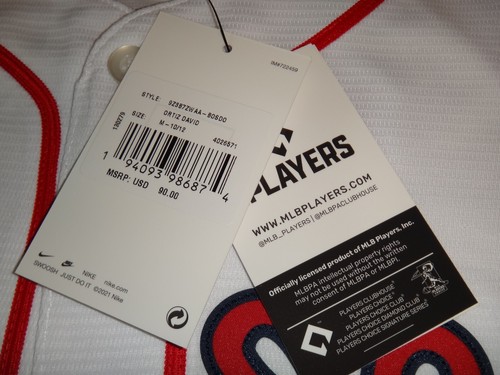 STYLE: 9Z3B7ZWAA-BOSDO
ORTIZ DAVID
SIZE M-10/12
130279
4026571
1 94093 98687 4
MSRP: USD 90.00
NIKE nike.com
SWOOSH JUST DO IT ©2021 Nike
PLAYERS
WWW.MLBPLAYERS.COM
@MLB_PLAYERS | @MLBPACLUBHOUSE
Officially licensed product of MLB Players, Inc.
MLBPA intellectual property rights
may not be used without the written
consent of MLBPA or MLBPI.
PLAYERS CLUBHOUSE
PLAYERS CHOICE
PLAYERS CHOICE DIAMOND CLUB
PLAYERS CHOICE SIGNATURE SERIES